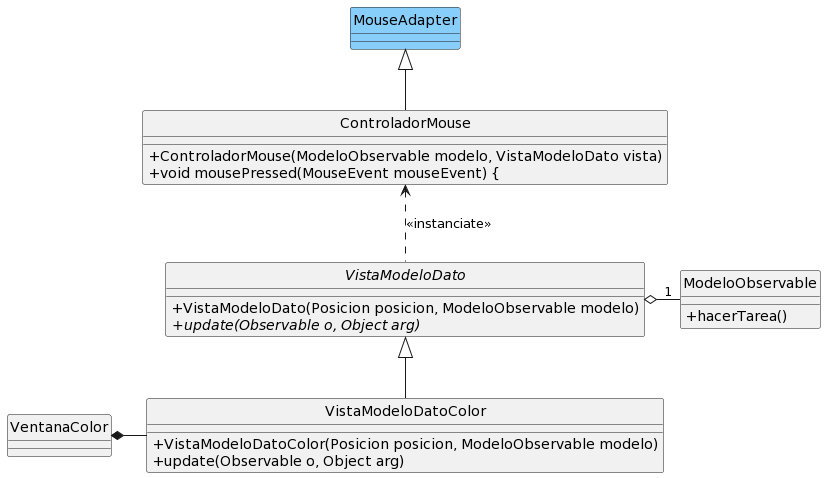 MouseAdapter
ControladorMouse
+ControladorMouse(ModeloObservable modelo, VistaModeloDato vista)
+void mousePressed(MouseEvent mouseEvent) {
«instanciate»
VistaModeloDato
+VistaModeloDato(Posicion posicion, ModeloObservable modelo)
+update(Observable o, Object arg)
1
ModeloObservable
+hacerTarea()
VentanaColor
VistaModeloDatoColor
+VistaModeloDatoColor(Posicion posicion, ModeloObservable modelo)
+update(Observable o, Object arg)